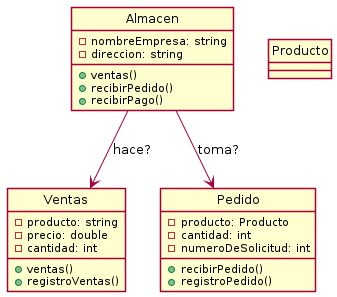 Almacen
nombreEmpresa: string
direccion: string
ventas()
recibirPedido()
recibirPago()
Producto
hace?
toma?
Ventas
producto: string
precio: double
cantidad: int
ventas()
registroVentas()
Pedido
producto: Producto
cantidad: int
numeroDeSolicitud: int
recibirPedido()
registroPedido()